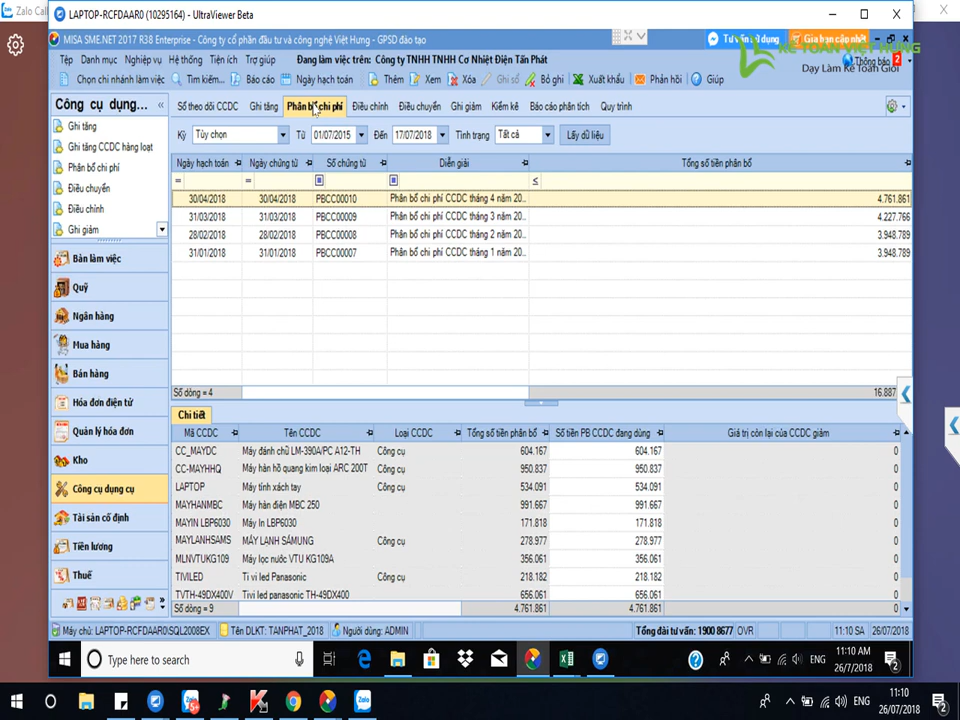 Zalo Call
LAPTOP-RCFDAAR0 (10295164) - UltraViewer Beta
MISA SME.NET 2017 R38 Enterprise - Công ty cổ phần đầu tư và công nghệ Việt Hưng - GPSD đào tạo
Tư vấn sử dụng
Gia hạn cập nhật
KẾ TOÁN VIỆT HƯNG
Dạy Làm Kế Toán Giỏi
Tệp Danh mục Nghiệp vụ Hệ thống Tiện ích Trợ giúp Đang làm việc trên: Công ty TNHH TNHH Cơ Nhiệt Điện Tấn Phát Thông báo 2
Chọn chi nhánh làm việc Tìm kiếm... Báo cáo Ngày hạch toán Thêm Xem Xóa Ghi sổ Bỏ ghi Xuất khẩu Phản hồi Giúp
Công cụ dụng... « Sổ theo dõi CCDC Ghi tăng Phân bổ chi phí Điều chỉnh Điều chuyển Ghi giảm Kiểm kê Báo cáo phân tích Quy trình
Ghi tăng
Ghi tăng CCDC hàng loạt
Phân bổ chi phí
Điều chuyển
Điều chỉnh
Ghi giảm
Bàn làm việc
Quỹ
Ngân hàng
Mua hàng
Bán hàng
Hóa đơn điện tử
Quản lý hóa đơn
Kho
Công cụ dụng cụ
Tài sản cố định
Tiền lương
Thuế
Kỳ Tùy chọn Từ 01/07/2015 Đến 17/07/2018 Tình trạng Tất cả Lấy dữ liệu
Ngày hạch toán Ngày chứng từ Số chứng từ Diễn giải Tổng số tiền phân bổ
= = ≤
30/04/2018 30/04/2018 PBCC00010 Phân bổ chi phí CCDC tháng 4 năm 20.. 4.761.861
31/03/2018 31/03/2018 PBCC00009 Phân bổ chi phí CCDC tháng 3 năm 20.. 4.227.766
28/02/2018 28/02/2018 PBCC00008 Phân bổ chi phí CCDC tháng 2 năm 20.. 3.948.789
31/01/2018 31/01/2018 PBCC00007 Phân bổ chi phí CCDC tháng 1 năm 20.. 3.948.789
Số dòng = 4 16.887
Chi tiết
Mã CCDC Tên CCDC Loại CCDC Tổng số tiền phân bổ Số tiền PB CCDC đang dùng Giá trị còn lại của CCDC giảm
CC_MAYDC Máy đánh chữ LM-390A/PC A12-TH Công cụ 604.167 604.167 0
CC-MAYHHQ Máy hàn hồ quang kim loại ARC 200T Công cụ 950.837 950.837 0
LAPTOP Máy tính xách tay Công cụ 534.091 534.091 0
MAYHANMBC Máy hàn điện MBC 250 991.667 991.667 0
MAYIN LBP6030 Máy In LBP6030 171.818 171.818 0
MAYLANHSAMS MÁY LẠNH SÁMUNG Công cụ 278.977 278.977 0
MLNVTUKG109 Máy lọc nước VTU KG109A 356.061 356.061 0
TIVILED Ti vi led Panasonic Công cụ 218.182 218.182 0
TVTH-49DX400V Tivi led panasonic TH-49DX400 656.061 656.061 0
Số dòng = 9 4.761.861 4.761.861 0
Máy chủ: LAPTOP-RCFDAAR0\SQL2008EX Tên DLKT: TANPHAT_2018 Người dùng: ADMIN Tổng đài tư vấn: 1900 8677 OVR 11:10 SA 26/07/2018
Type here to search
ENG
11:10 AM
26/7/2018
2
ENG
11:10
26/07/2018
2